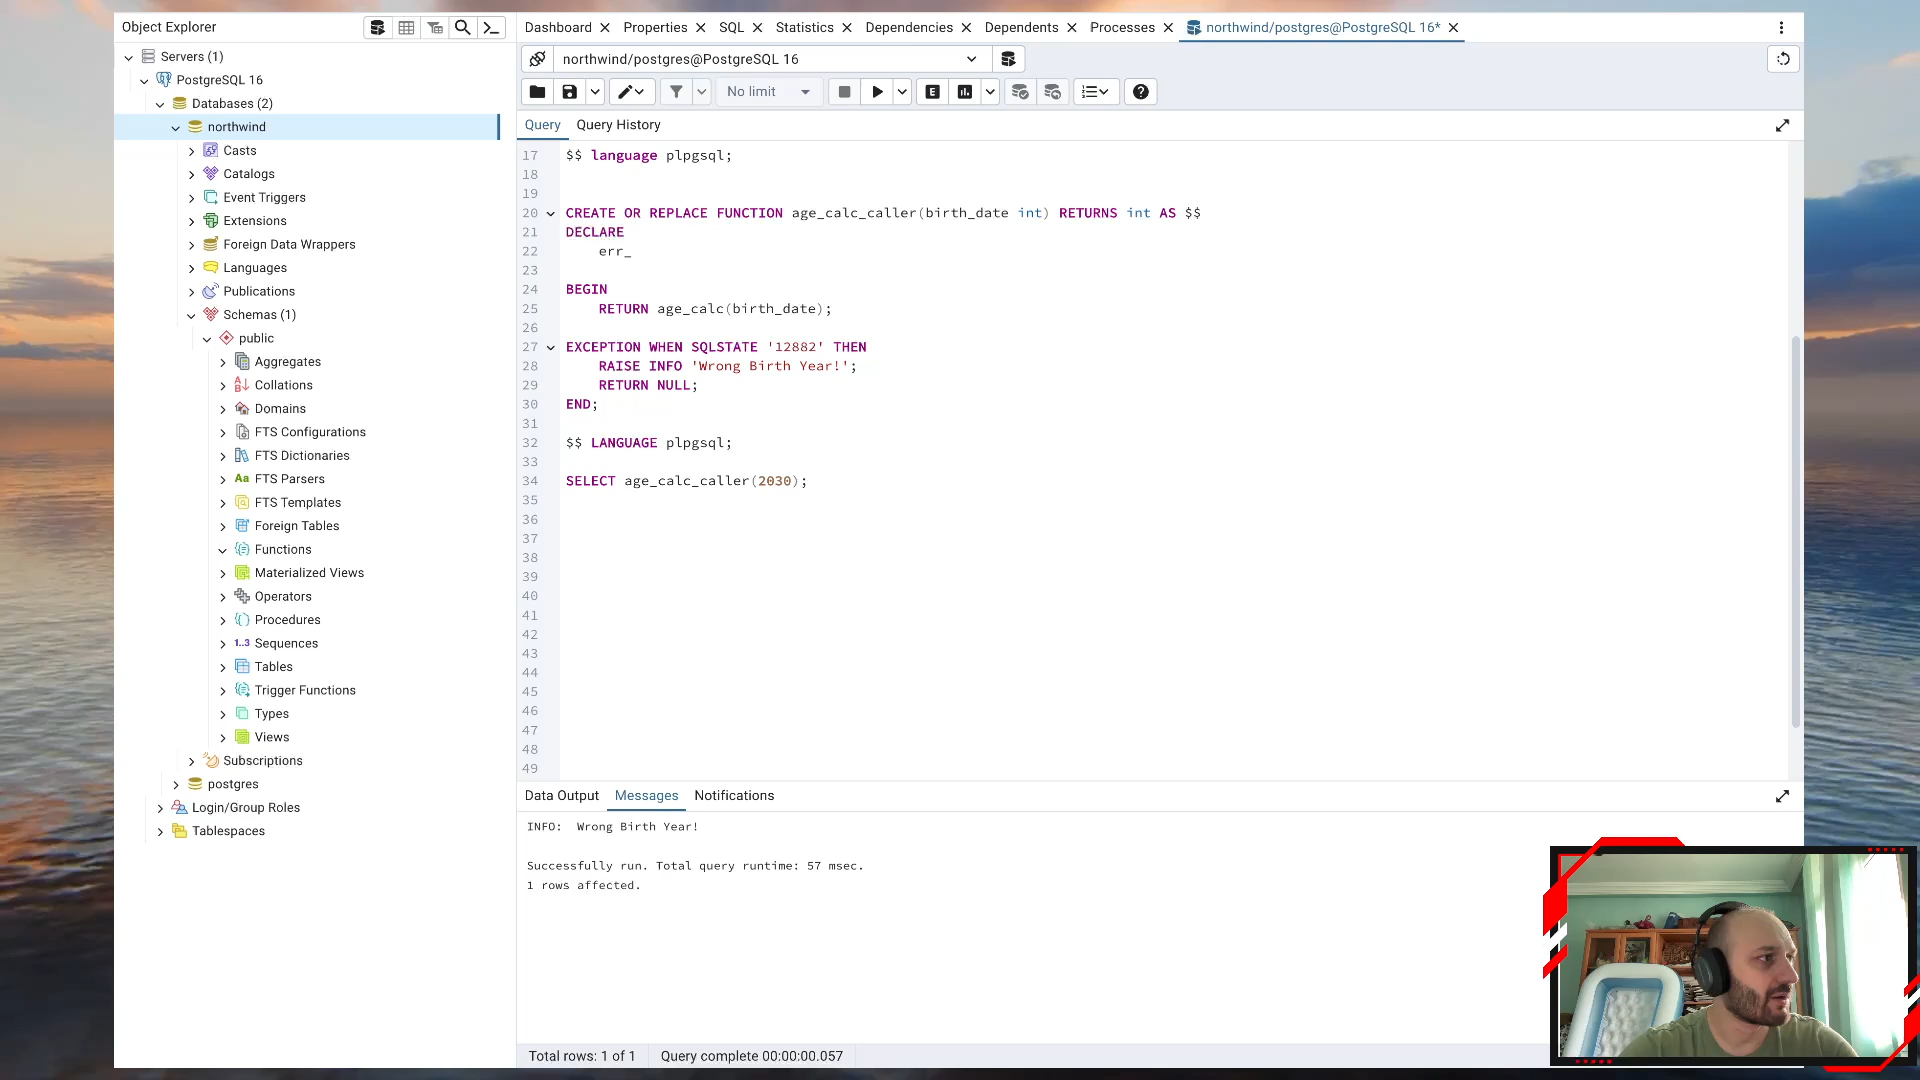 Object Explorer
Servers (1)
PostgreSQL 16
Databases (2)
northwind
Casts
Catalogs
Event Triggers
Extensions
Foreign Data Wrappers
Languages
Publications
Schemas (1)
public
Aggregates
Collations
Domains
FTS Configurations
FTS Dictionaries
Aa FTS Parsers
FTS Templates
Foreign Tables
Functions
Materialized Views
Operators
Procedures
1..3 Sequences
Tables
Trigger Functions
Types
Views
Subscriptions
postgres
Login/Group Roles
Tablespaces
Dashboard Properties SQL Statistics Dependencies Dependents Processes northwind/postgres@PostgreSQL 16*
northwind/postgres@PostgreSQL 16
No limit E
Query Query History
17 $$ language plpgsql;
18
19
20 CREATE OR REPLACE FUNCTION age_calc_caller(birth_date int) RETURNS int AS $$
21 DECLARE
22 err_
23
24 BEGIN
25 RETURN age_calc(birth_date);
26
27 EXCEPTION WHEN SQLSTATE '12882' THEN
28 RAISE INFO 'Wrong Birth Year!';
29 RETURN NULL;
30 END;
31
32 $$ LANGUAGE plpgsql;
33
34 SELECT age_calc_caller(2030);
35
36
37
38
39
40
41
42
43
44
45
46
47
48
49
Data Output Messages Notifications
INFO: Wrong Birth Year!
Successfully run. Total query runtime: 57 msec.
1 rows affected.
Total rows: 1 of 1 Query complete 00:00:00.057